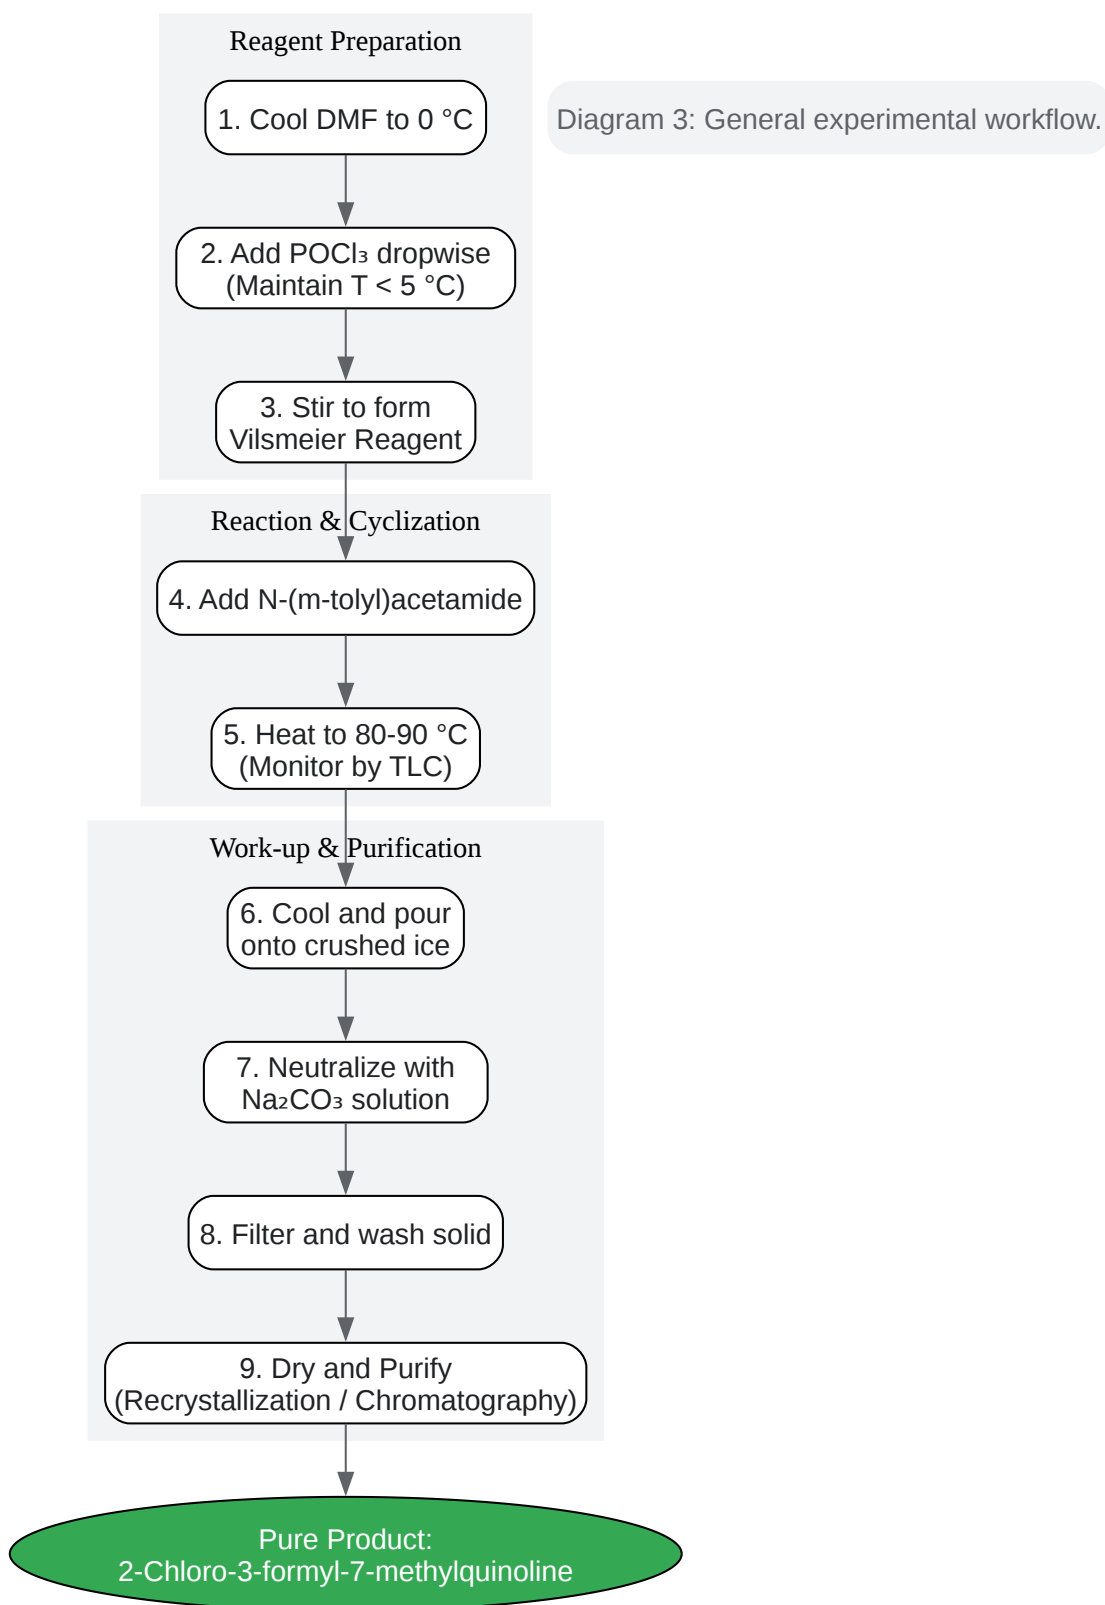 Reagent Preparation
1. Cool DMF to 0 °C
Diagram 3: General experimental workflow.
2. Add POCl₃ dropwise
(Maintain T < 5 °C)
3. Stir to form
Vilsmeier Reagent
Reaction & Cyclization
4. Add N-(m-tolyl)acetamide
5. Heat to 80-90 °C
(Monitor by TLC)
Work-up & Purification
6. Cool and pour
onto crushed ice
7. Neutralize with
Na₂CO₃ solution
8. Filter and wash solid
9. Dry and Purify
(Recrystallization / Chromatography)
Pure Product:
2-Chloro-3-formyl-7-methylquinoline